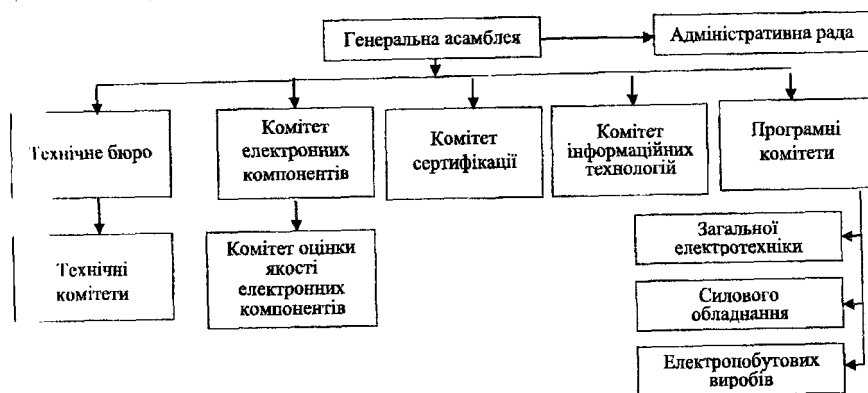 Генеральна асамблея
Адміністративна рада
Технічне бюро
Комітет
електронних
компонентів
Комітет
сертифікації
Комітет
інформаційних
технологій
Програмні
комітети
Технічні
комітети
Комітет оцінки
якості
електронних
компонентів
Загальної
електротехніки
Силового
обладнання
Електропобутових
виробів